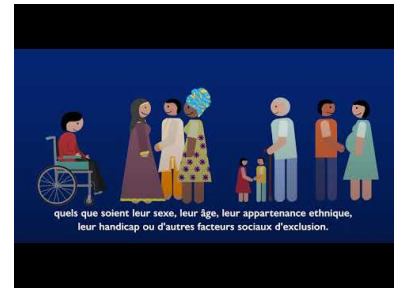 quels que soient leur sexe, leur âge, leur appartenance ethnique,
leur handicap ou d'autres facteurs sociaux d'exclusion.